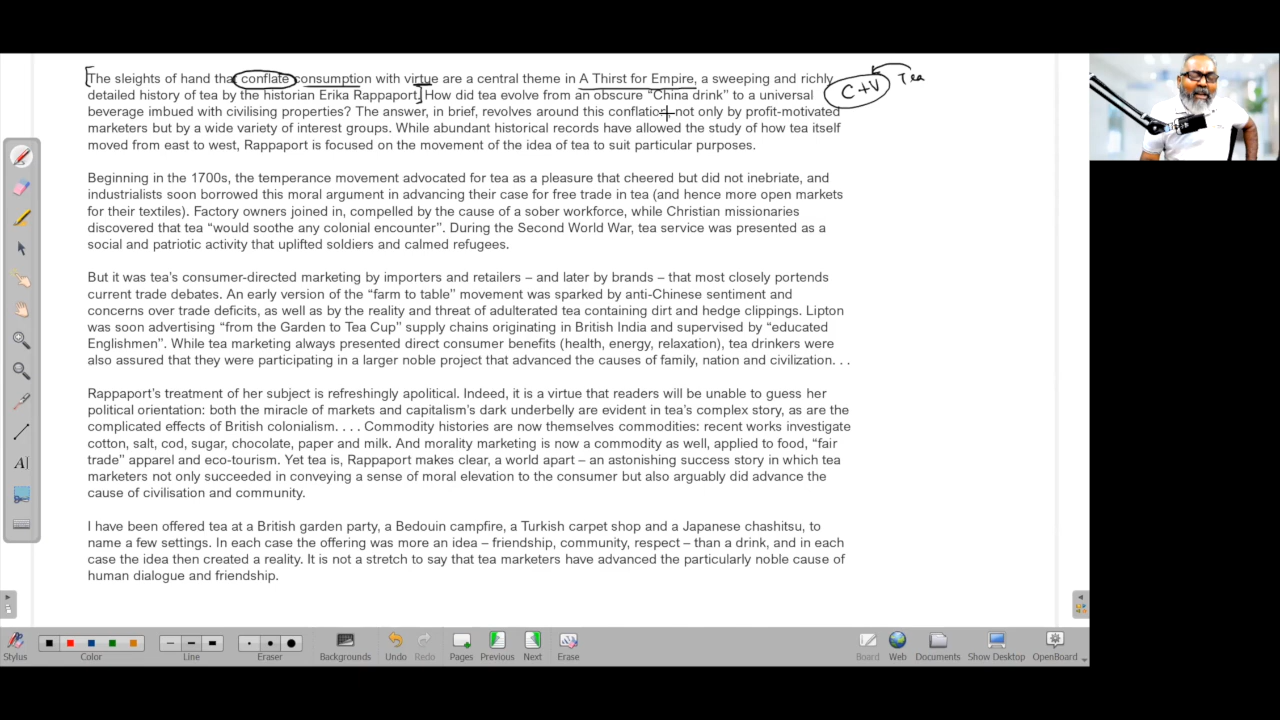 The sleights of hand that conflate consumption with virtue are a central theme in A Thirst for Empire, a sweeping and richly
detailed history of tea by the historian Erika Rappaport. How did tea evolve from an obscure “China drink” to a universal
beverage imbued with civilising properties? The answer, in brief, revolves around this conflation not only by profit-motivated
marketers but by a wide variety of interest groups. While abundant historical records have allowed the study of how tea itself
moved from east to west, Rappaport is focused on the movement of the idea of tea to suit particular purposes.
C+V
Tea
Beginning in the 1700s, the temperance movement advocated for tea as a pleasure that cheered but did not inebriate, and
industrialists soon borrowed this moral argument in advancing their case for free trade in tea (and hence more open markets
for their textiles). Factory owners joined in, compelled by the cause of a sober workforce, while Christian missionaries
discovered that tea “would soothe any colonial encounter”. During the Second World War, tea service was presented as a
social and patriotic activity that uplifted soldiers and calmed refugees.
But it was tea’s consumer-directed marketing by importers and retailers – and later by brands – that most closely portends
current trade debates. An early version of the “farm to table” movement was sparked by anti-Chinese sentiment and
concerns over trade deficits, as well as by the reality and threat of adulterated tea containing dirt and hedge clippings. Lipton
was soon advertising “from the Garden to Tea Cup” supply chains originating in British India and supervised by “educated
Englishmen”. While tea marketing always presented direct consumer benefits (health, energy, relaxation), tea drinkers were
also assured that they were participating in a larger noble project that advanced the causes of family, nation and civilization. . .
Rappaport’s treatment of her subject is refreshingly apolitical. Indeed, it is a virtue that readers will be unable to guess her
political orientation: both the miracle of markets and capitalism’s dark underbelly are evident in tea’s complex story, as are the
complicated effects of British colonialism. . . . Commodity histories are now themselves commodities: recent works investigate
cotton, salt, cod, sugar, chocolate, paper and milk. And morality marketing is now a commodity as well, applied to food, “fair
trade” apparel and eco-tourism. Yet tea is, Rappaport makes clear, a world apart – an astonishing success story in which tea
marketers not only succeeded in conveying a sense of moral elevation to the consumer but also arguably did advance the
cause of civilisation and community.
I have been offered tea at a British garden party, a Bedouin campfire, a Turkish carpet shop and a Japanese chashitsu, to
name a few settings. In each case the offering was more an idea – friendship, community, respect – than a drink, and in each
case the idea then created a reality. It is not a stretch to say that tea marketers have advanced the particularly noble cause of
human dialogue and friendship.
Stylus
Color
Line
Eraser
Backgrounds
Undo
Redo
Pages
Previous
Next
Erase
Board
Web
Documents
Show Desktop
OpenBoard